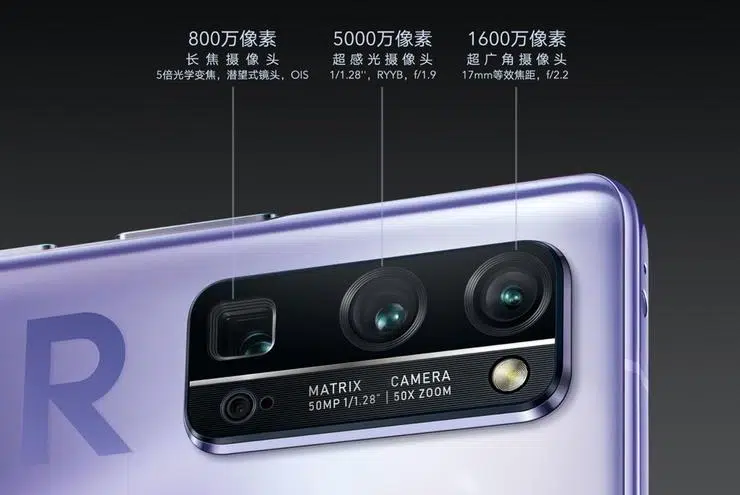 800万像素
长焦摄像头
5倍光学变焦，潜望式镜头，OIS
5000万像素
超感光摄像头
1/1.28''，RYYB，f/1.9
1600万像素
超广角摄像头
17mm等效焦距，f/2.2
R
MATRIX CAMERA
50MP 1/1.28" | 50X ZOOM